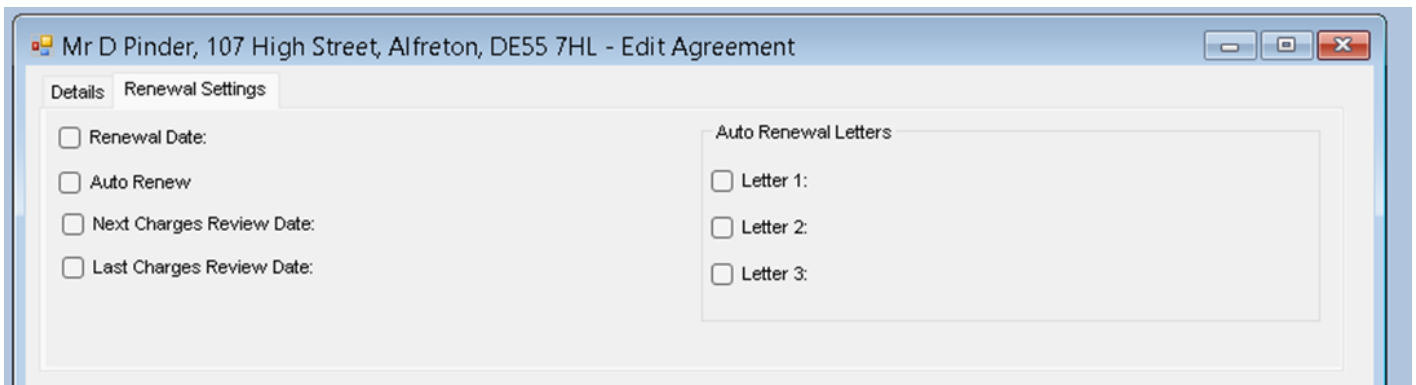 Mr D Pinder, 107 High Street, Alfreton, DE55 7HL - Edit Agreement
Details Renewal Settings
Renewal Date:
Auto Renew
Next Charges Review Date:
Last Charges Review Date:
Auto Renewal Letters
Letter 1:
Letter 2:
Letter 3: